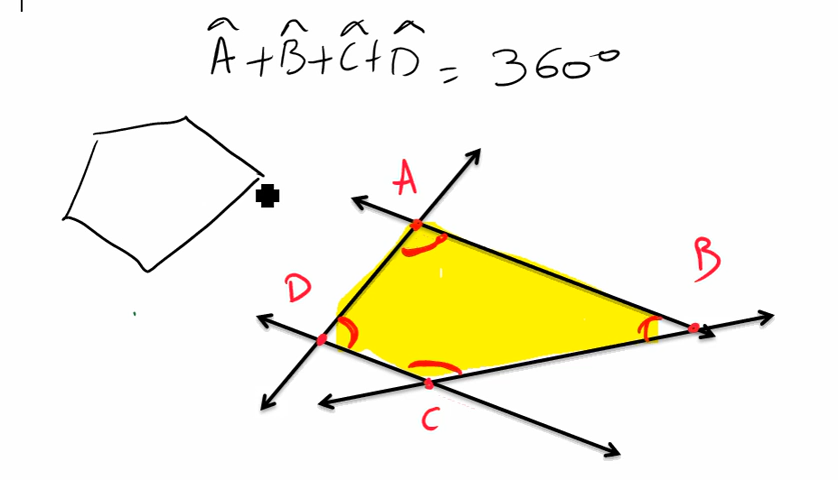 Â + B̂ + Ĉ + D̂ = 360°
A
B
D
C